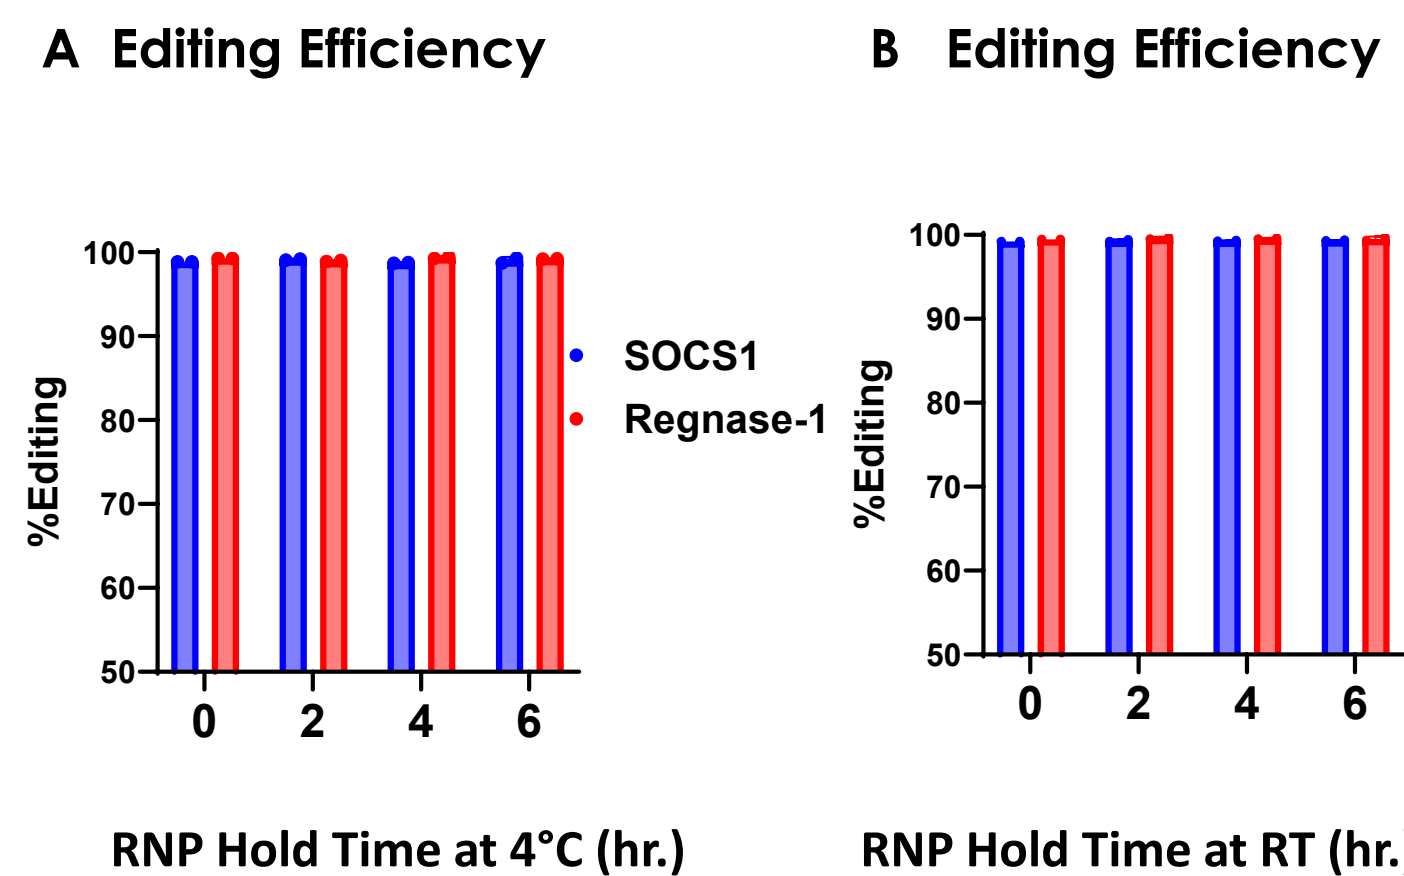 A Editing Efficiency
100
90
80
70
60
50
%Editing
0 2 4 6
RNP Hold Time at 4°C (hr.)
SOCS1
Regnase-1
B Editing Efficiency
100
90
80
70
60
50
%Editing
0 2 4 6
RNP Hold Time at RT (hr.)